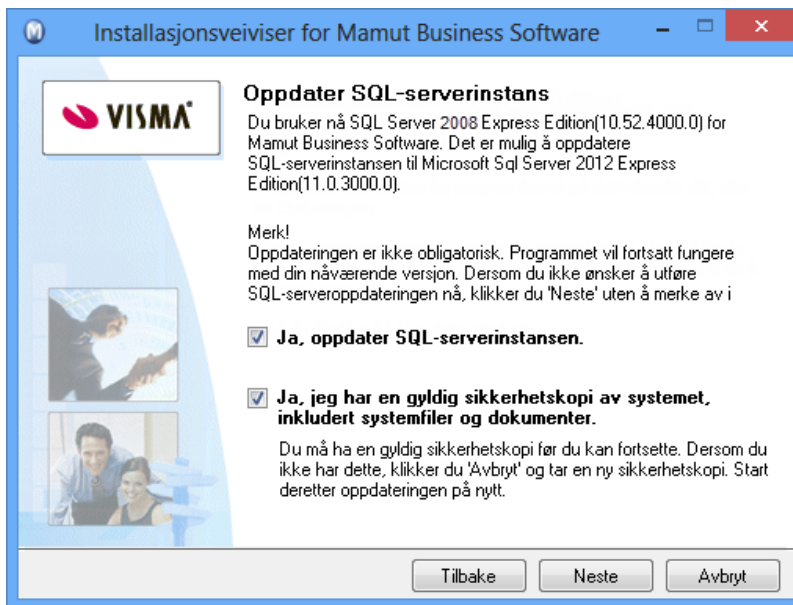 Installasjonsveiviser for Mamut Business Software
VISMA
Oppdater SQL-serverinstans
Du bruker nå SQL Server 2008 Express Edition(10.52.4000.0) for
Mamut Business Software. Det er mulig å oppdatere
SQL-serverinstansen til Microsoft Sql Server 2012 Express
Edition(11.0.3000.0).
Merk!
Oppdateringen er ikke obligatorisk. Programmet vil fortsatt fungere
med din nåværende versjon. Dersom du ikke ønsker å utføre
SQL-serveroppdateringen nå, klikker du 'Neste' uten å merke av i
Ja, oppdater SQL-serverinstansen.
Ja, jeg har en gyldig sikkerhetskopi av systemet,
inkludert systemfiler og dokumenter.
Du må ha en gyldig sikkerhetskopi før du kan fortsette. Dersom du
ikke har dette, klikker du 'Avbryt' og tar en ny sikkerhetskopi. Start
deretter oppdateringen på nytt.
Tilbake Neste Avbryt